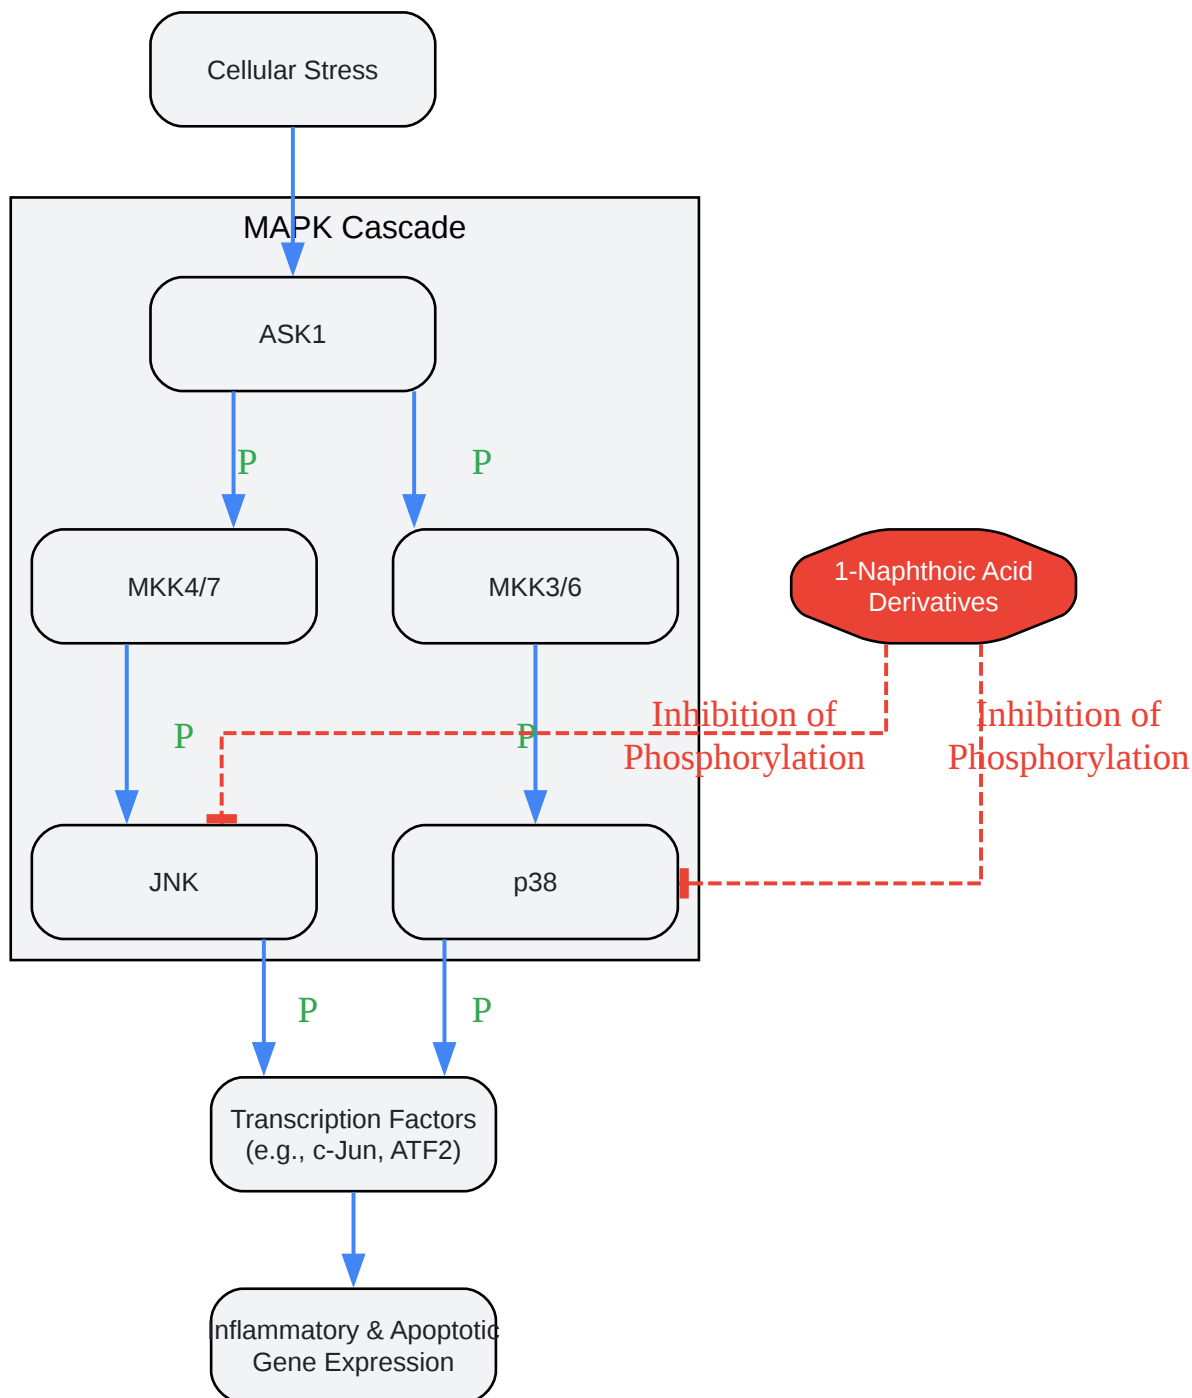 Cellular Stress
MAPK Cascade
ASK1
P
P
MKK4/7
MKK3/6
1-Naphthoic Acid
Derivatives
P
P
Inhibition of
Phosphorylation
Inhibition of
Phosphorylation
JNK
p38
P
P
Transcription Factors
(e.g., c-Jun, ATF2)
Inflammatory & Apoptotic
Gene Expression